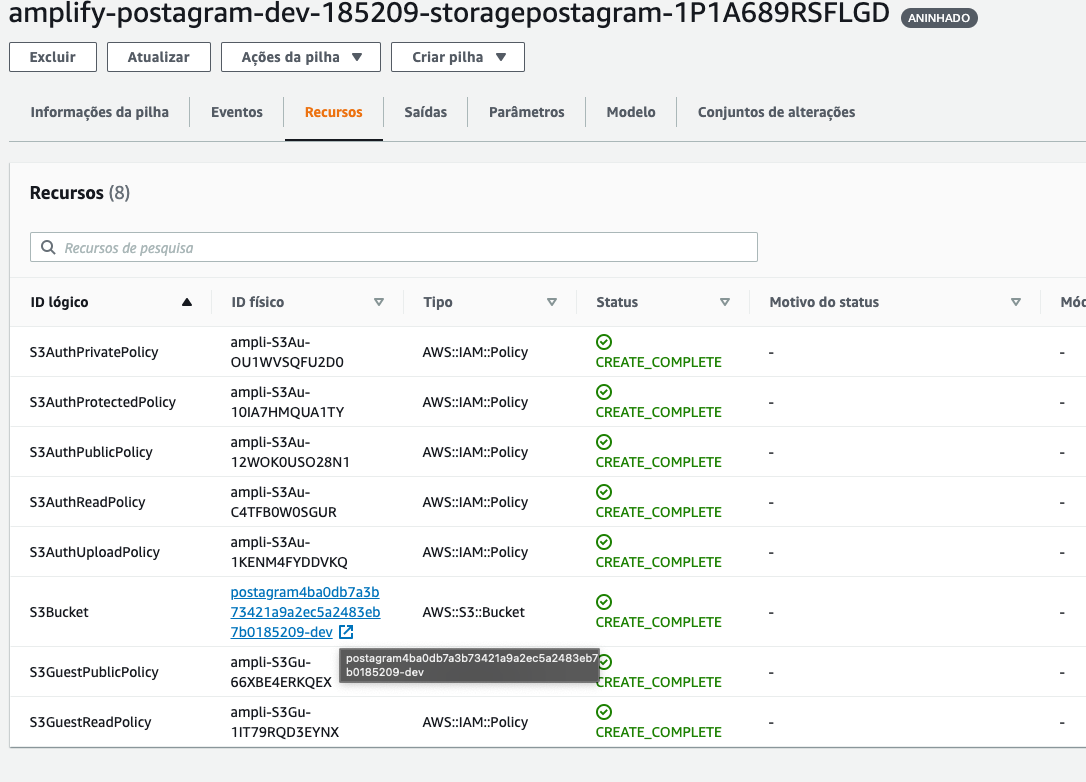 amplify-postagram-dev-185209-storagepostagram-1P1A689RSFLGD ANINHADO
Excluir Atualizar Ações da pilha Criar pilha
Informações da pilha Eventos Recursos Saídas Parâmetros Modelo Conjuntos de alterações
Recursos (8)
Recursos de pesquisa
ID lógico ID físico Tipo Status Motivo do status Móc
S3AuthPrivatePolicy ampli-S3Au-
OU1WVSQFU2D0 AWS::IAM::Policy CREATE_COMPLETE - -
S3AuthProtectedPolicy ampli-S3Au-
10IA7HMQUA1TY AWS::IAM::Policy CREATE_COMPLETE - -
S3AuthPublicPolicy ampli-S3Au-
12WOK0USO28N1 AWS::IAM::Policy CREATE_COMPLETE - -
S3AuthReadPolicy ampli-S3Au-
C4TFB0W0SGUR AWS::IAM::Policy CREATE_COMPLETE - -
S3AuthUploadPolicy ampli-S3Au-
1KENM4FYDDVKQ AWS::IAM::Policy CREATE_COMPLETE - -
S3Bucket postagram4ba0db7a3b
73421a9a2ec5a2483eb
7b0185209-dev AWS::S3::Bucket CREATE_COMPLETE - -
postagram4ba0db7a3b73421a9a2ec5a2483eb7
b0185209-dev
S3GuestPublicPolicy ampli-S3Gu-
66XBE4ERKQEX CREATE_COMPLETE - -
S3GuestReadPolicy ampli-S3Gu-
1IT79RQD3EYNX AWS::IAM::Policy CREATE_COMPLETE - -